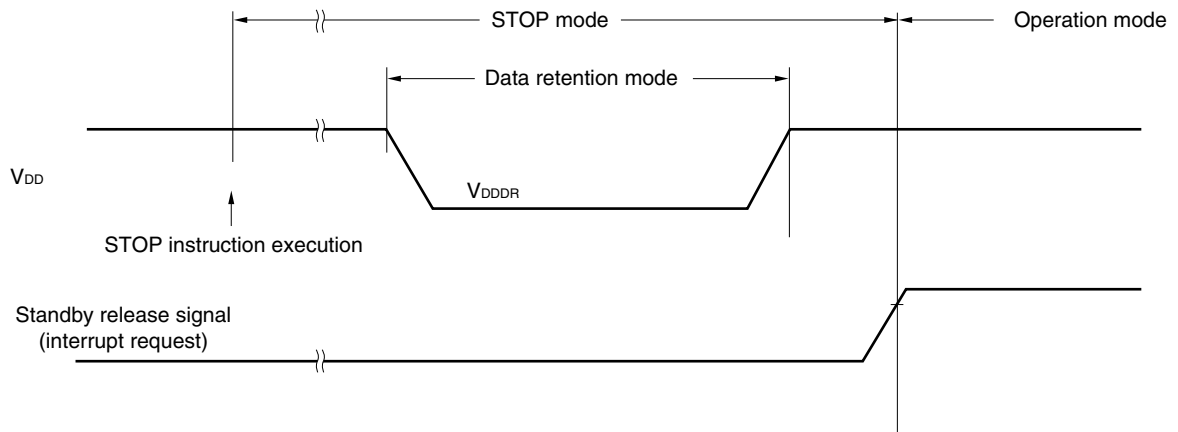 STOP mode
Operation mode
Data retention mode
VDD
VDDDR
STOP instruction execution
Standby release signal
(interrupt request)